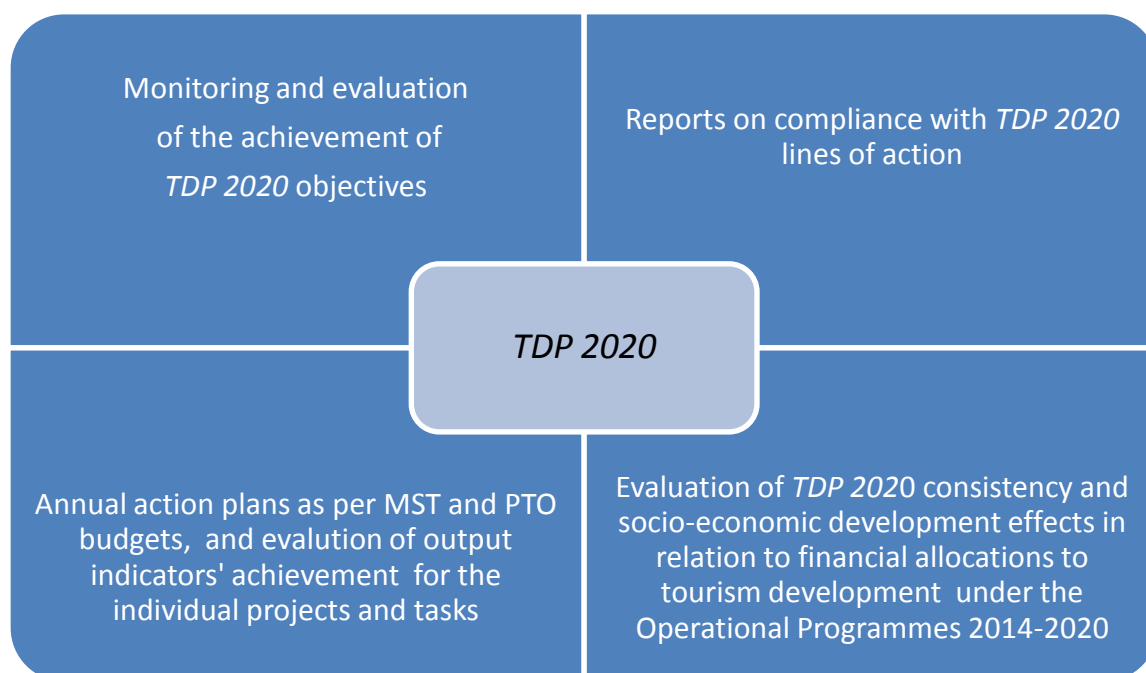 Monitoring and evaluation
of the achievement of
TDP 2020 objectives
Reports on compliance with TDP 2020
lines of action
TDP 2020
Annual action plans as per MST and PTO
budgets,  and evalution of output
indicators' achievement  for the
individual projects and tasks
Evaluation of TDP 2020 consistency and
socio-economic development effects in
relation to financial allocations to
tourism development  under the
Operational Programmes 2014-2020